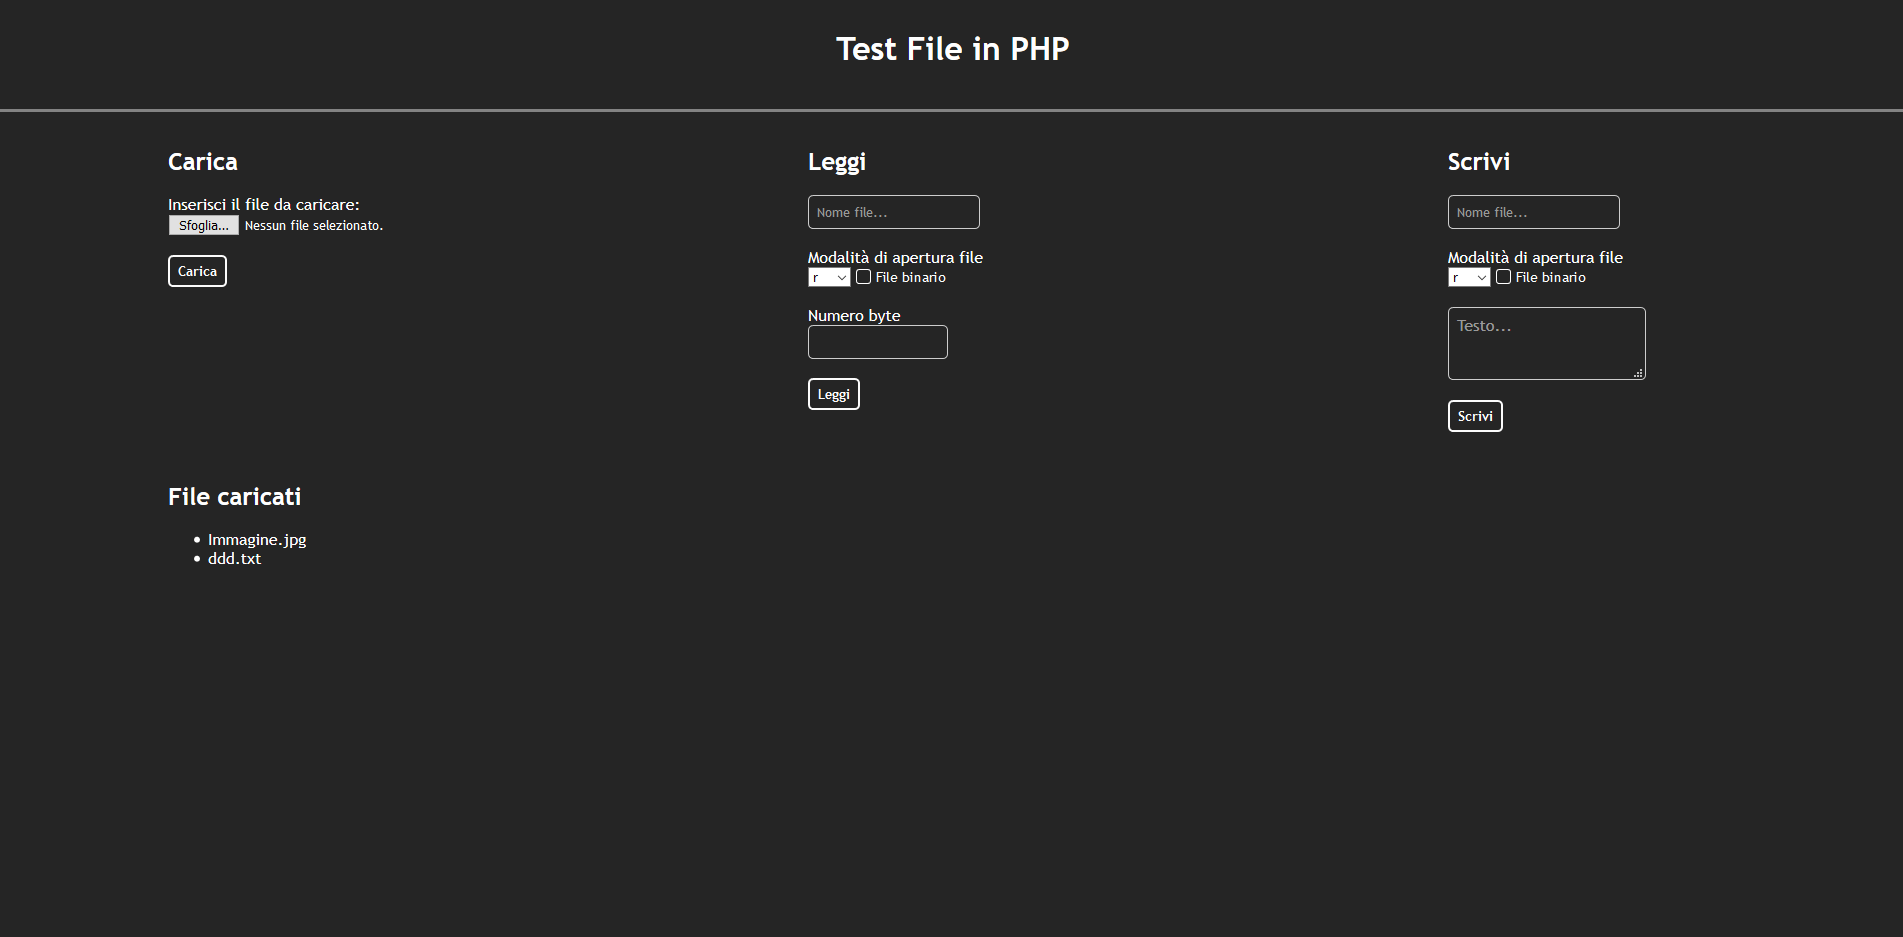 Test File in PHP
Carica
Inserisci il file da caricare:
Sfoglia... Nessun file selezionato.
Carica
Leggi
Nome file...
Modalità di apertura file
r File binario
Numero byte
Leggi
Scrivi
Nome file...
Modalità di apertura file
r File binario
Testo...
Scrivi
File caricati
Immagine.jpg
ddd.txt